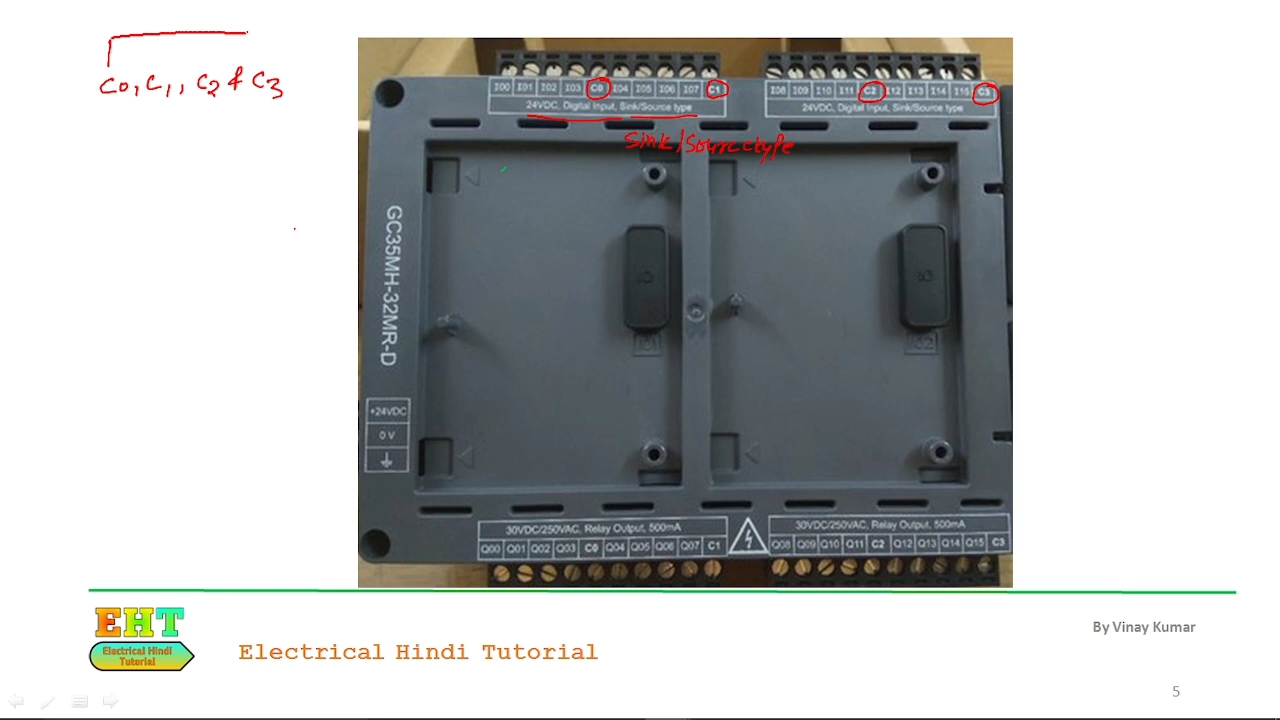 C0, C1, C2 & C3
I00 I01 I02 I03 C0 I04 I05 I06 I07 C1
I08 I09 I10 I11 C2 I12 I13 I14 I15 C3
24VDC, Digital Input, Sink/Source type
24VDC, Digital Input, Sink/Source type
Sink/Source type
GC35MH-32MR-D
IO1
IO2
+24VDC
0 V
30VDC/250VAC, Relay Output, 500mA
30VDC/250VAC, Relay Output, 500mA
Q00 Q01 Q02 Q03 C0 Q04 Q05 Q06 Q07 C1
Q08 Q09 Q10 Q11 C2 Q12 Q13 Q14 Q15 C3
EHT
Electrical Hindi
Tutorial
Electrical Hindi Tutorial
By Vinay Kumar
5